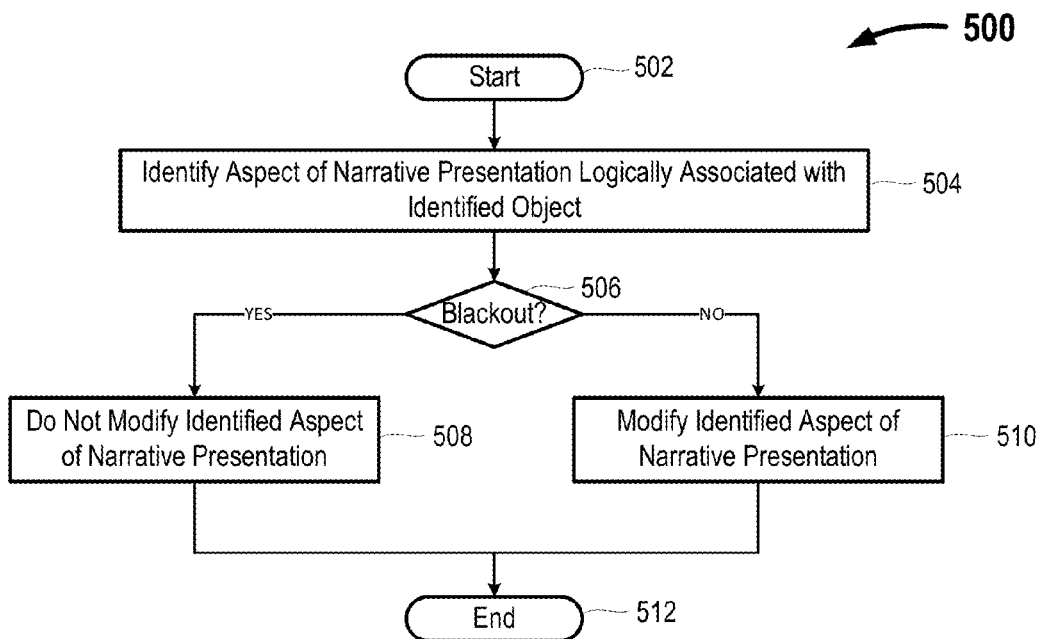 500
Start
502
Identify Aspect of Narrative Presentation Logically Associated with
Identified Object
504
Blackout?
506
YES
NO
Do Not Modify Identified Aspect
of Narrative Presentation
508
Modify Identified Aspect of
Narrative Presentation
510
End
512